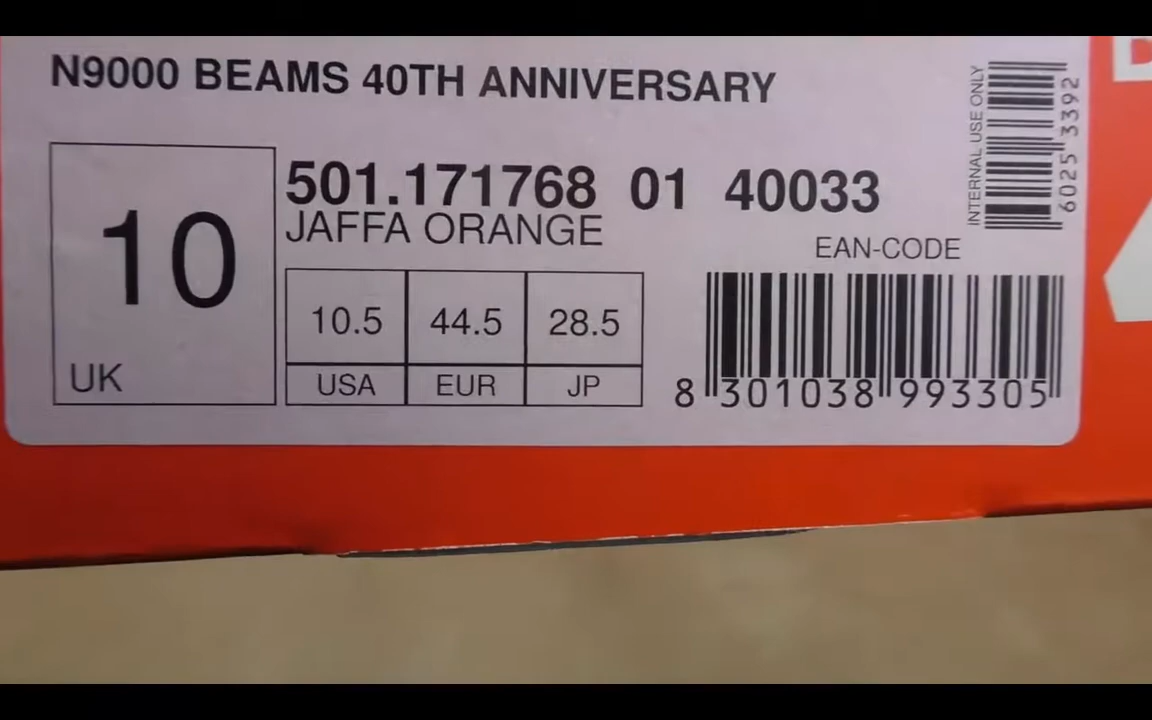 N9000 BEAMS 40TH ANNIVERSARY
501.171768 01 40033
JAFFA ORANGE
10
UK
10.5 44.5 28.5
USA EUR JP
EAN-CODE
8 301038 993305
INTERNAL USE ONLY
6025 3392